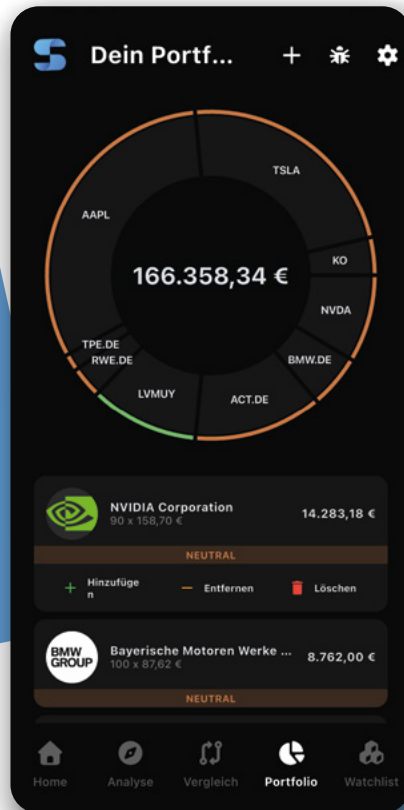 Dein Portf...
TSLA
AAPL
KO
166.358,34 €
NVDA
TPE.DE
RWE.DE
BMW.DE
LVMUY
ACT.DE
NVIDIA Corporation
90 x 158,70 €
14.283,18 €
NEUTRAL
Hinzufüge
n
Entfernen
Löschen
BMW
GROUP
Bayerische Motoren Werke ...
100 x 87,62 €
8.762,00 €
NEUTRAL
Home
Analyse
Vergleich
Portfolio
Watchlist